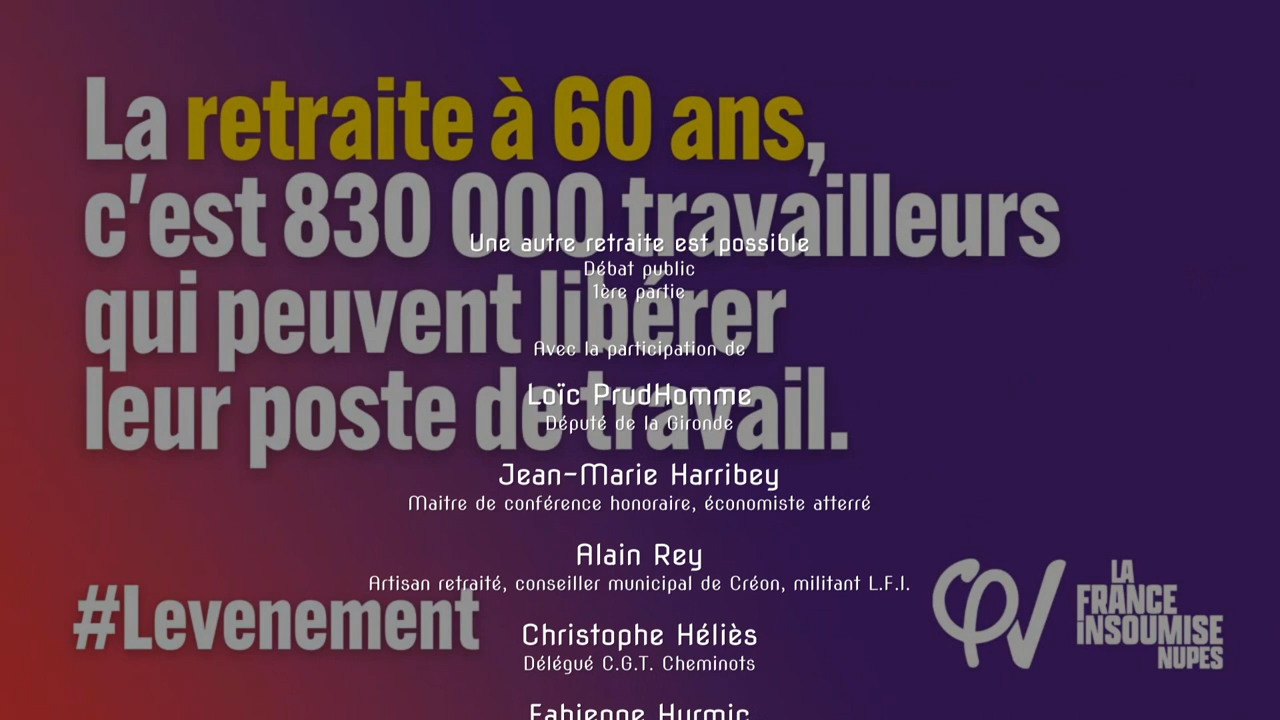 La retraite à 60 ans,
c'est 830 000 travailleurs
qui peuvent libérer
leur poste de travail.
#Levenement
LA
FRANCE
INSOUMISE
NUPES
Une autre retraite est possible
Débat public
1ère partie
Avec la participation de
Loïc PrudHomme
Député de la Gironde
Jean-Marie Harribey
Maitre de conférence honoraire, économiste atterré
Alain Rey
Artisan retraité, conseiller municipal de Créon, militant L.F.I.
Christophe Héliès
Délégué C.G.T. Cheminots
Fabienne Hurmic